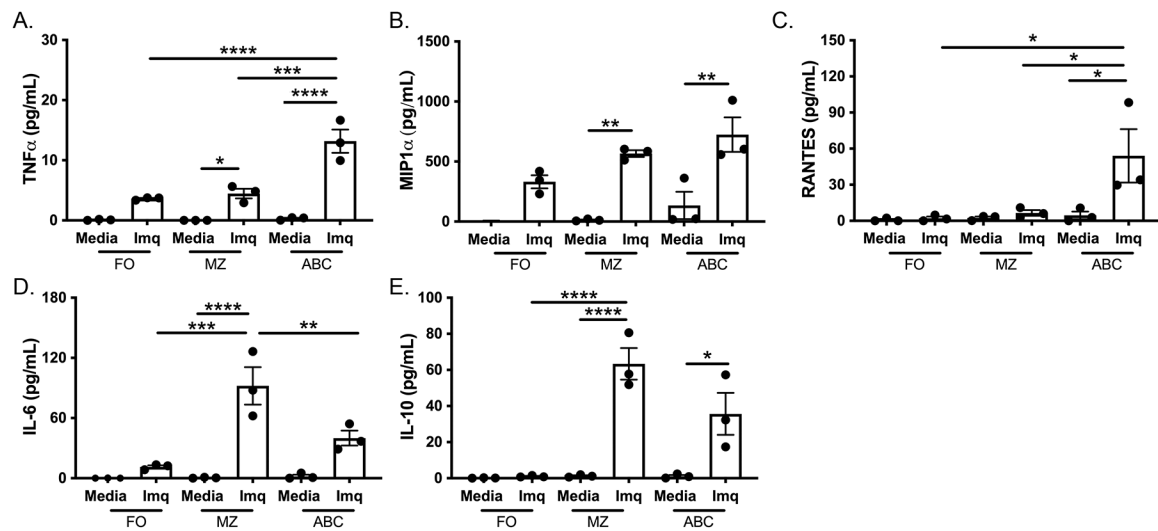 A.
****
***
****
*
TNFα (pg/mL)
30
20
10
0
Media Imq Media Imq Media Imq
FO MZ ABC
B.
**
**
MIP1α (pg/mL)
1500
1000
500
0
Media Imq Media Imq Media Imq
FO MZ ABC
C.
*
*
*
RANTES (pg/mL)
150
120
90
60
30
0
Media Imq Media Imq Media Imq
FO MZ ABC
D.
****
***
**
IL-6 (pg/mL)
180
120
60
0
Media Imq Media Imq Media Imq
FO MZ ABC
E.
****
****
*
IL-10 (pg/mL)
100
80
60
40
20
0
Media Imq Media Imq Media Imq
FO MZ ABC